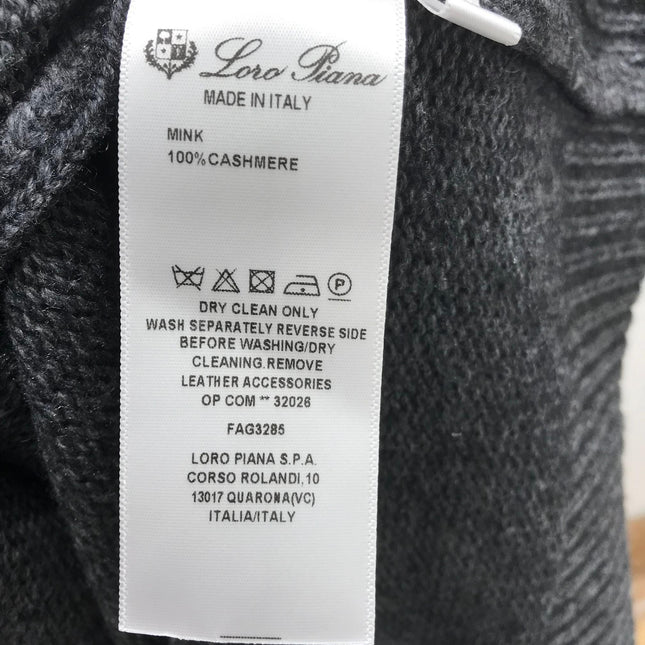 Loro Piana
MADE IN ITALY
MINK
100%CASHMERE
P
DRY CLEAN ONLY
WASH SEPARATELY REVERSE SIDE
BEFORE WASHING/DRY
CLEANING.REMOVE
LEATHER ACCESSORIES
OP COM ** 32026
FAG3285
LORO PIANA S.P.A.
CORSO ROLANDI,10
13017 QUARONA(VC)
ITALIA/ITALY